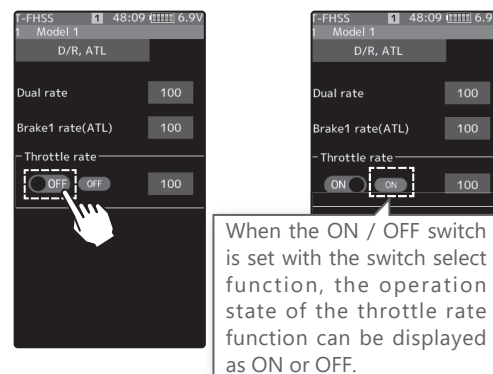 T-FHSS 1 48:09 6.9V
1 Model 1
D/R, ATL
Dual rate 100
Brake1 rate(ATL) 100
Throttle rate
OFF OFF 100
T-FHSS 1 48:09 6.9
1 Model 1
D/R, ATL
Dual rate 100
Brake1 rate(ATL) 100
Throttle rate
ON ON 100
When the ON / OFF switch
is set with the switch select
function, the operation
state of the throttle rate
function can be displayed
as ON or OFF.